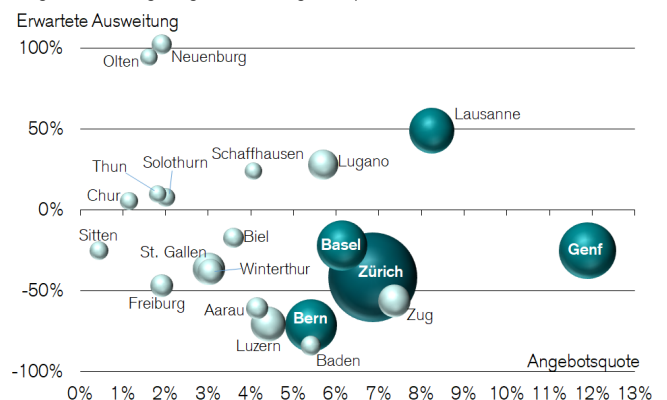 Erwartete Ausweitung
100%
Olten
Neuenburg
50%
Lausanne
Thun
Solothurn
Schaffhausen
Lugano
Chur
0%
Sitten
St. Gallen
Biel
Basel
Genf
Winterthur
Zürich
-50%
Freiburg
Aarau
Bern
Zug
Luzern
Baden
Angebotsquote
-100%
0% 1% 2% 3% 4% 5% 6% 7% 8% 9% 10% 11% 12% 13%